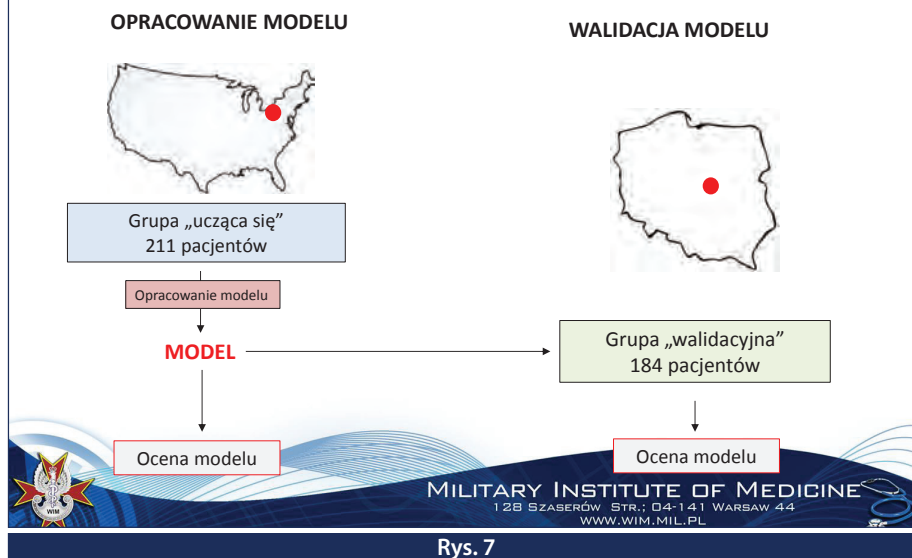 OPRACOWANIE MODELU
WALIDACJA MODELU
Grupa „ucząca się”
211 pacjentów
Opracowanie modelu
MODEL
Grupa „walidacyjna”
184 pacjentów
Ocena modelu
Ocena modelu
WIM
MILITARY INSTITUTE OF MEDICINE
128 SZASERÓW STR.; 04-141 WARSAW 44
WWW.WIM.MIL.PL
Rys. 7